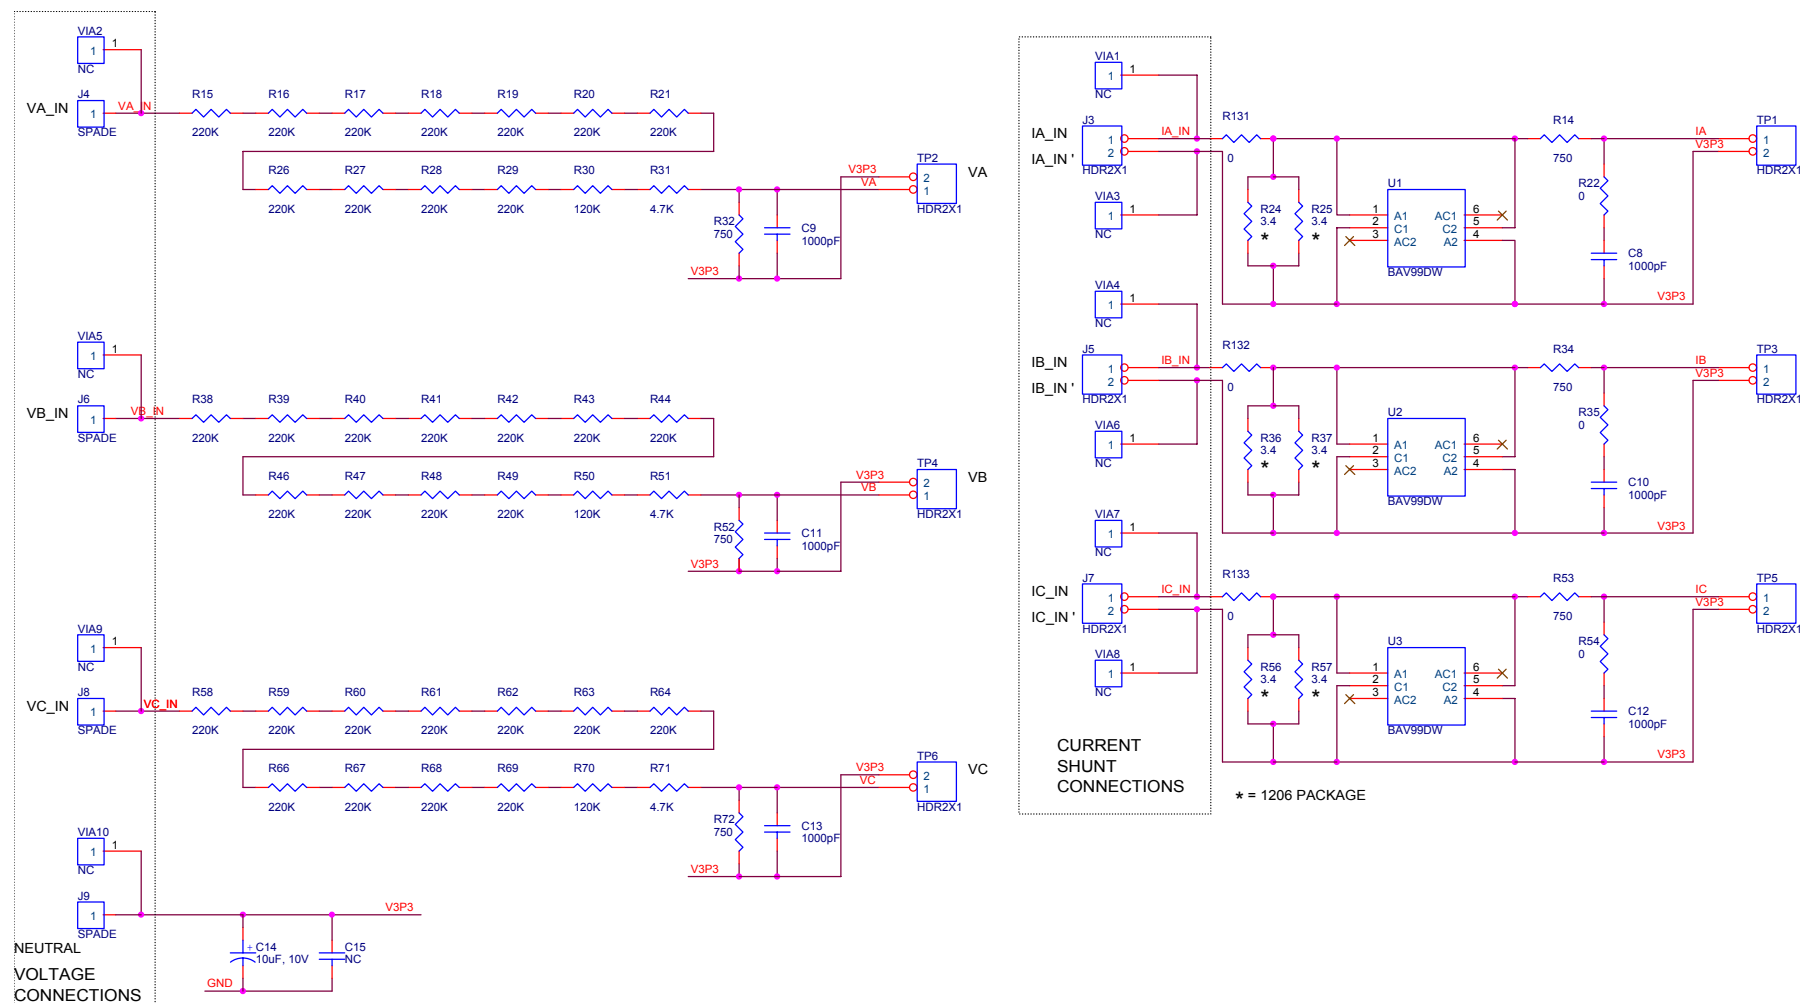 VIA2
1
1
NC
VA_IN
J4
1
SPADE
VA_IN
R15 R16 R17 R18 R19 R20 R21
220K 220K 220K 220K 220K 220K 220K
R26 R27 R28 R29 R30 R31
220K 220K 220K 220K 120K 4.7K
R32
750
C9
1000pF
V3P3
V3P3
VA
TP2
2
1
HDR2X1
VA
VIA5
1
1
NC
VB_IN
J6
1
SPADE
VB_IN
R38 R39 R40 R41 R42 R43 R44
220K 220K 220K 220K 220K 220K 220K
R46 R47 R48 R49 R50 R51
220K 220K 220K 220K 120K 4.7K
R52
750
C11
1000pF
V3P3
V3P3
VB
TP4
2
1
HDR2X1
VB
VIA9
1
1
NC
VC_IN
J8
1
SPADE
VC_IN
R58 R59 R60 R61 R62 R63 R64
220K 220K 220K 220K 220K 220K 220K
R66 R67 R68 R69 R70 R71
220K 220K 220K 220K 120K 4.7K
R72
750
C13
1000pF
V3P3
V3P3
VC
TP6
2
1
HDR2X1
VC
VIA10
1
1
NC
J9
1
SPADE
V3P3
+
C14
10uF, 10V
C15
NC
GND
NEUTRAL
VOLTAGE
CONNECTIONS
VIA1
1
1
NC
IA_IN
IA_IN '
J3
1
2
HDR2X1
IA_IN
VIA3
1
1
NC
R131
0
R24
3.4
*
R25
3.4
*
U1
1 A1 AC1 6
2 C1 C2 5
3 AC2 A2 4
BAV99DW
R14
750
R22
0
C8
1000pF
V3P3
IA
V3P3
TP1
1
2
HDR2X1
VIA4
1
1
NC
IB_IN
IB_IN '
J5
1
2
HDR2X1
IB_IN
VIA6
1
1
NC
R132
0
R36
3.4
*
R37
3.4
*
U2
1 A1 AC1 6
2 C1 C2 5
3 AC2 A2 4
BAV99DW
R34
750
R35
0
C10
1000pF
V3P3
IB
V3P3
TP3
1
2
HDR2X1
VIA7
1
1
NC
IC_IN
IC_IN '
J7
1
2
HDR2X1
IC_IN
VIA8
1
1
NC
R133
0
R56
3.4
*
R57
3.4
*
U3
1 A1 AC1 6
2 C1 C2 5
3 AC2 A2 4
BAV99DW
R53
750
R54
0
C12
1000pF
V3P3
IC
V3P3
TP5
1
2
HDR2X1
CURRENT
SHUNT
CONNECTIONS
* = 1206 PACKAGE